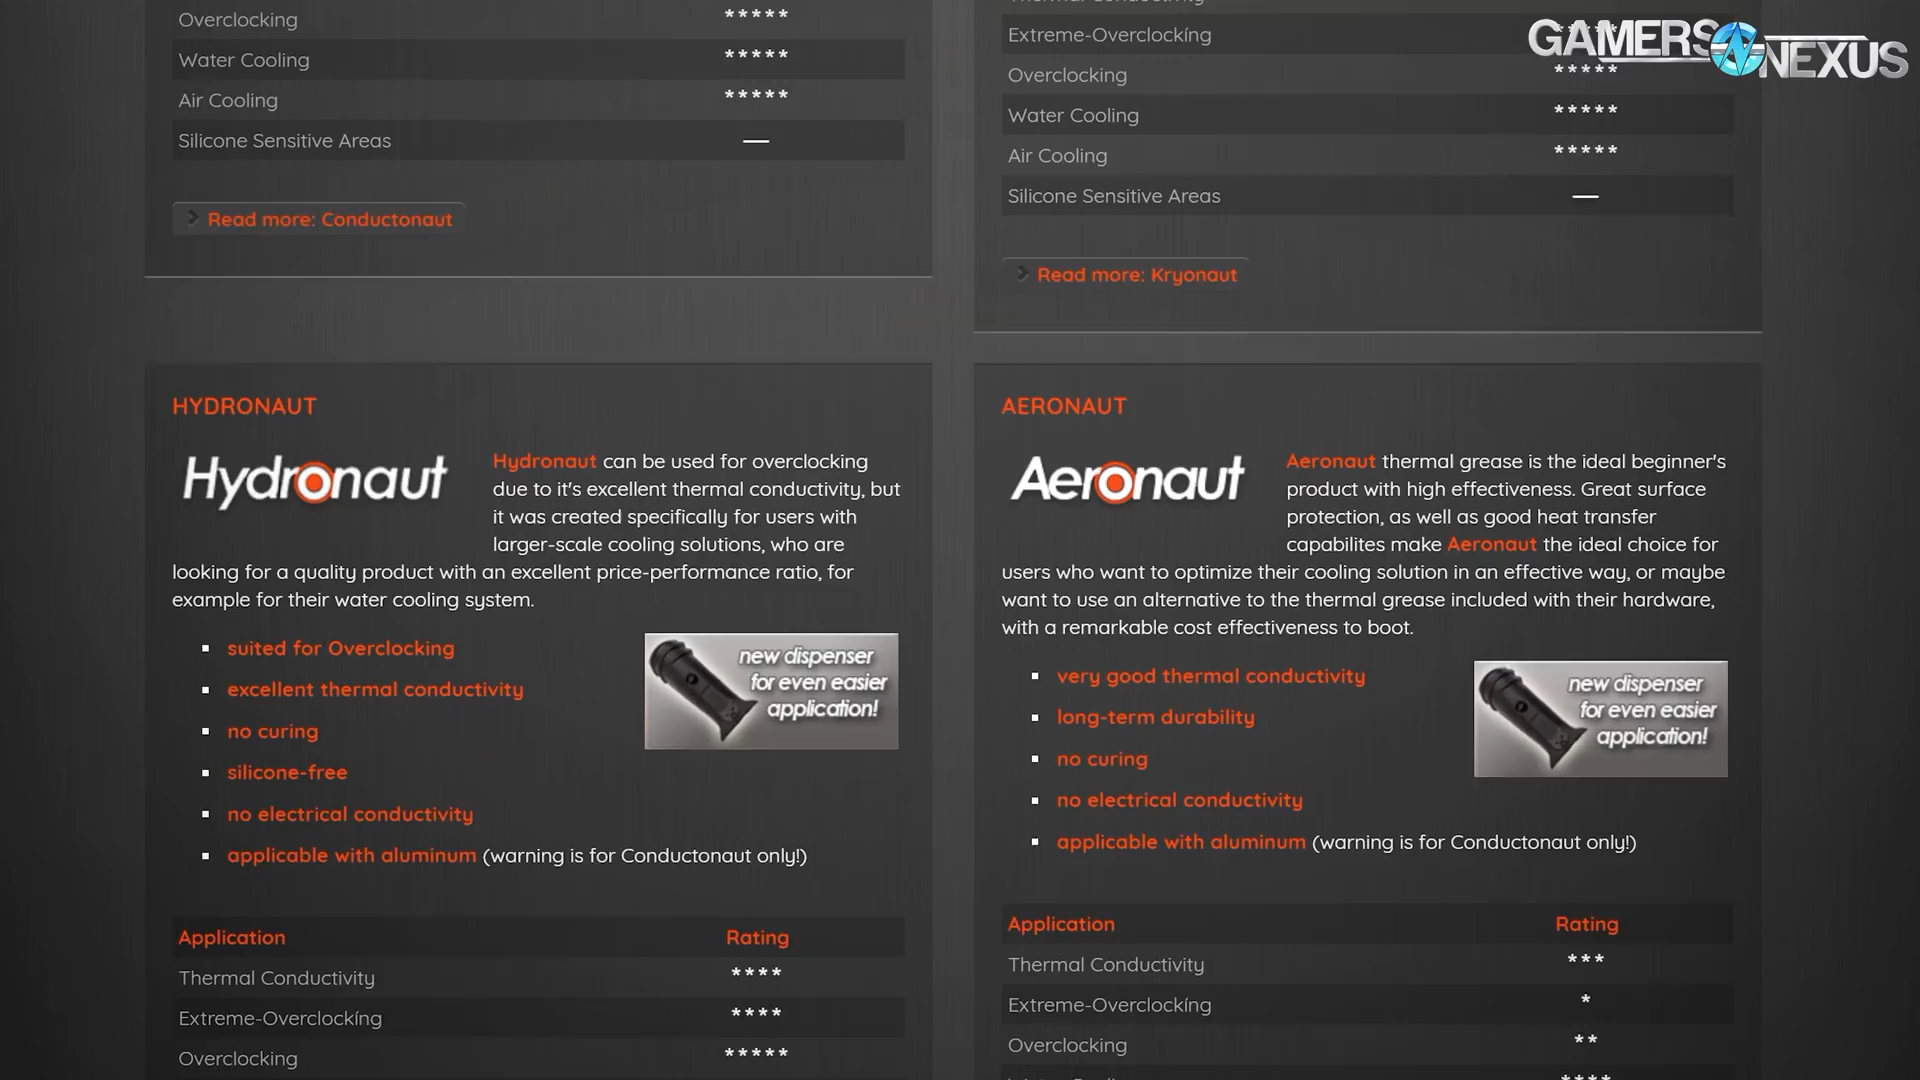 Overclocking *****
Water Cooling *****
Air Cooling *****
Silicone Sensitive Areas —
Read more: Conductonaut
Extreme-Overclocking
Overclocking *****
Water Cooling *****
Air Cooling *****
Silicone Sensitive Areas —
Read more: Kryonaut
GAMERS NEXUS
HYDRONAUT
Hydronaut
Hydronaut can be used for overclocking
due to it's excellent thermal conductivity, but
it was created specifically for users with
larger-scale cooling solutions, who are
looking for a quality product with an excellent price-performance ratio, for
example for their water cooling system.
suited for Overclocking
excellent thermal conductivity
no curing
silicone-free
no electrical conductivity
applicable with aluminum (warning is for Conductonaut only!)
new dispenser
for even easier
application!
Application Rating
Thermal Conductivity ****
Extreme-Overclocking ****
Overclocking *****
AERONAUT
Aeronaut
Aeronaut thermal grease is the ideal beginner's
product with high effectiveness. Great surface
protection, as well as good heat transfer
capabilites make Aeronaut the ideal choice for
users who want to optimize their cooling solution in an effective way, or maybe
want to use an alternative to the thermal grease included with their hardware,
with a remarkable cost effectiveness to boot.
very good thermal conductivity
long-term durability
no curing
no electrical conductivity
applicable with aluminum (warning is for Conductonaut only!)
new dispenser
for even easier
application!
Application Rating
Thermal Conductivity ***
Extreme-Overclocking *
Overclocking **